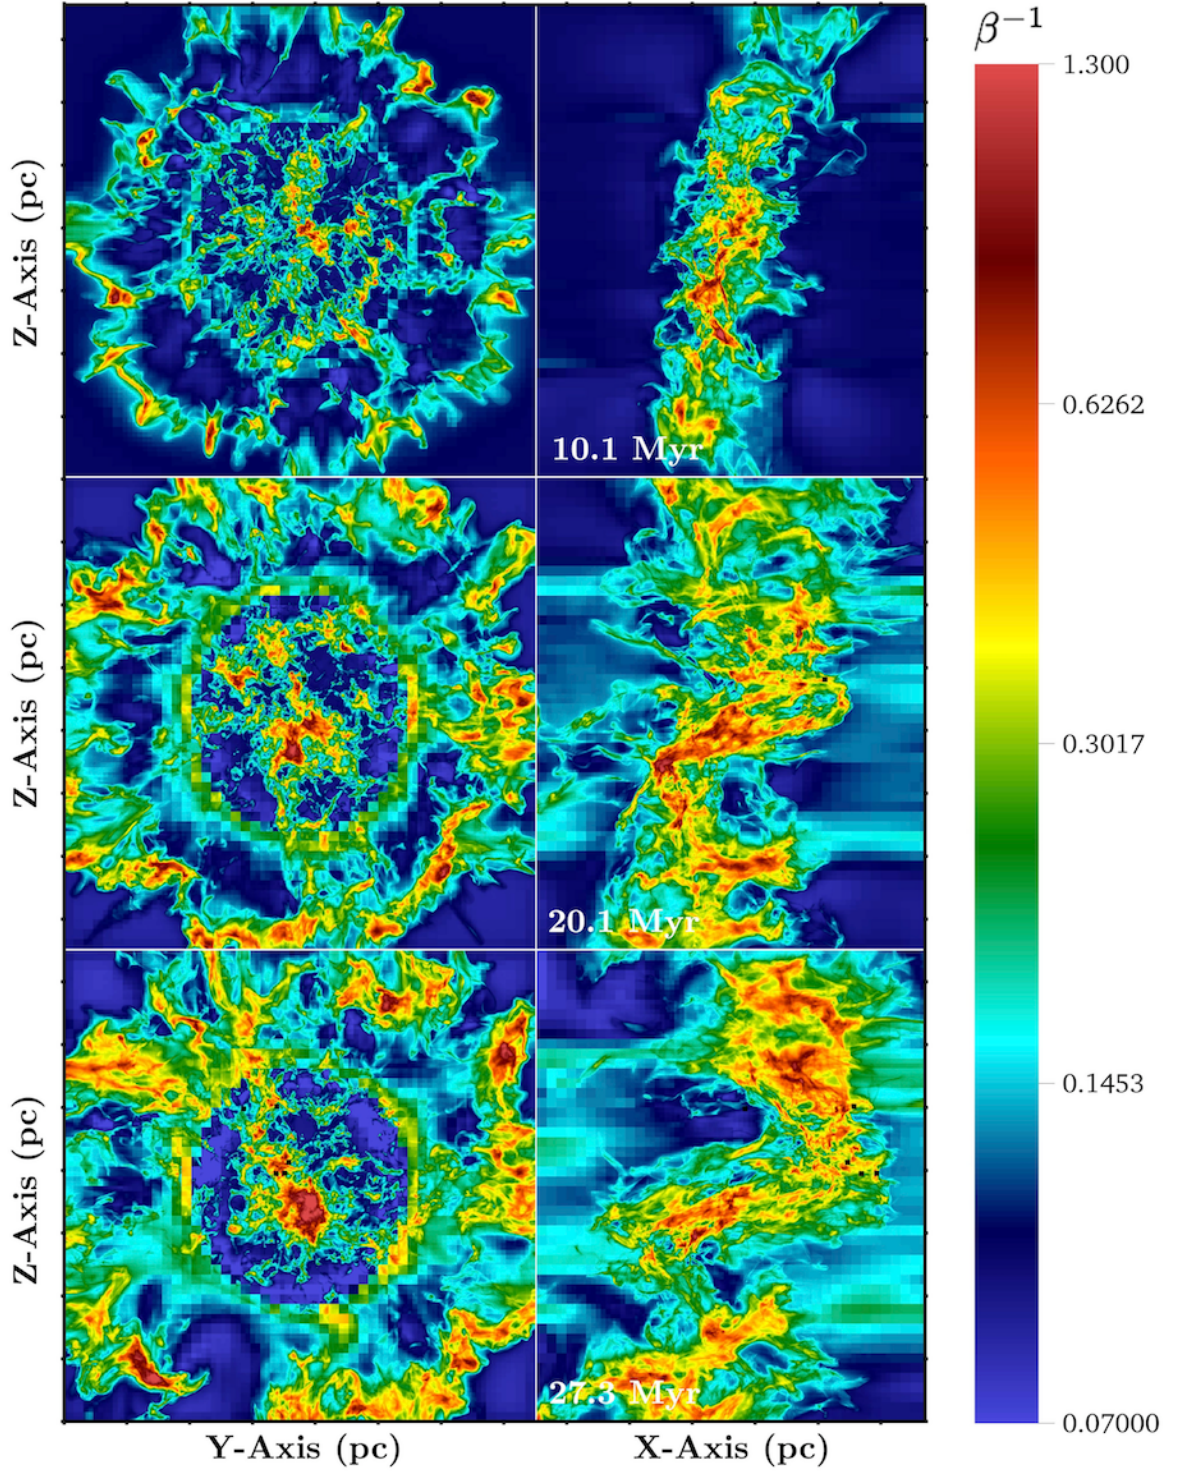 β⁻¹
1.300
0.6262
0.3017
0.1453
0.07000
Z-Axis (pc)
10.1 Myr
Z-Axis (pc)
20.1 Myr
Z-Axis (pc)
27.3 Myr
Y-Axis (pc)
X-Axis (pc)